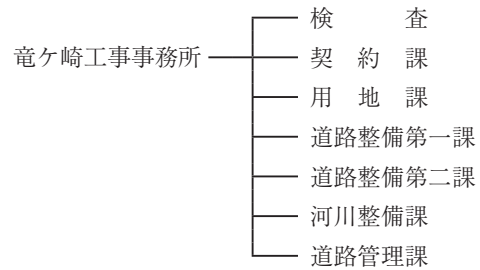 検査
竜ケ崎工事事務所 契約課
用地課
道路整備第一課
道路整備第二課
河川整備課
道路管理課